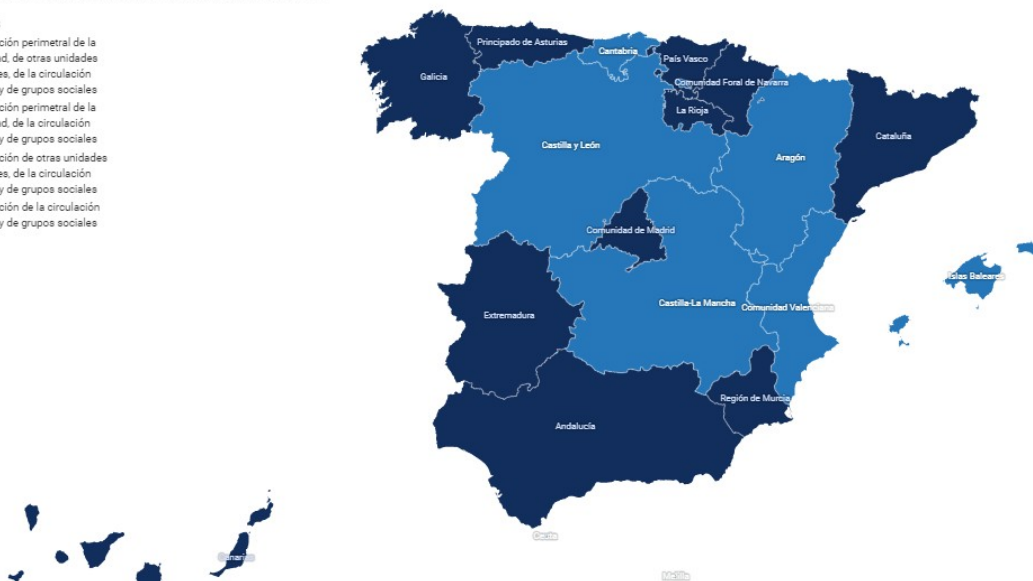 ción perimetral de la
d, de otras unidades
es, de la circulación
y de grupos sociales
ción perimetral de la
d, de la circulación
y de grupos sociales
ción de otras unidades
es, de la circulación
y de grupos sociales
ción de la circulación
y de grupos sociales
Principado de Asturias
Cantabria
País Vasco
Galicia
Comunidad Foral de Navarra
La Rioja
Cataluña
Castilla y León
Aragón
Comunidad de Madrid
Islas Baleares
Castilla-La Mancha
Comunidad Valenciana
Extremadura
Región de Murcia
Andalucía
Ceuta
Canarias
Melilla